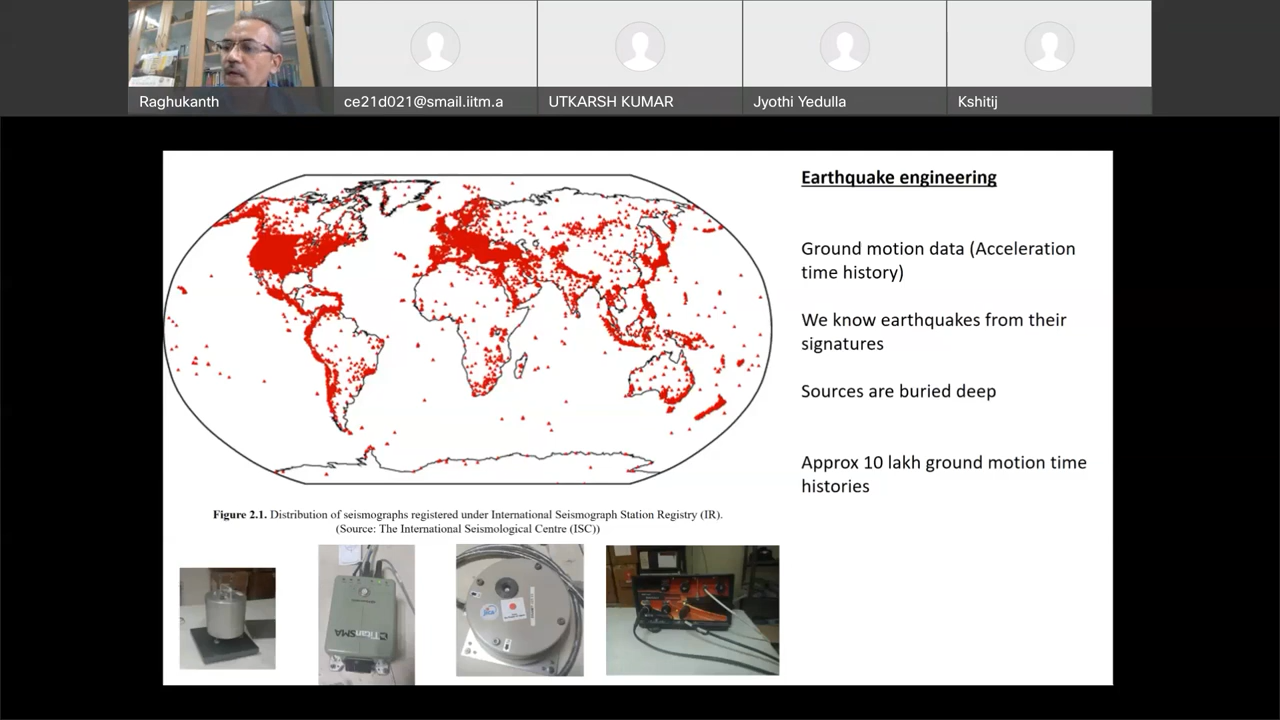 Raghukanth
ce21d021@smail.iitm.a
UTKARSH KUMAR
Jyothi Yedulla
Kshitij
Earthquake engineering
Ground motion data (Acceleration
time history)
We know earthquakes from their
signatures
Sources are buried deep
Approx 10 lakh ground motion time
histories
Figure 2.1. Distribution of seismographs registered under International Seismograph Station Registry (IR).
(Source: The International Seismological Centre (ISC))
TitanSMA